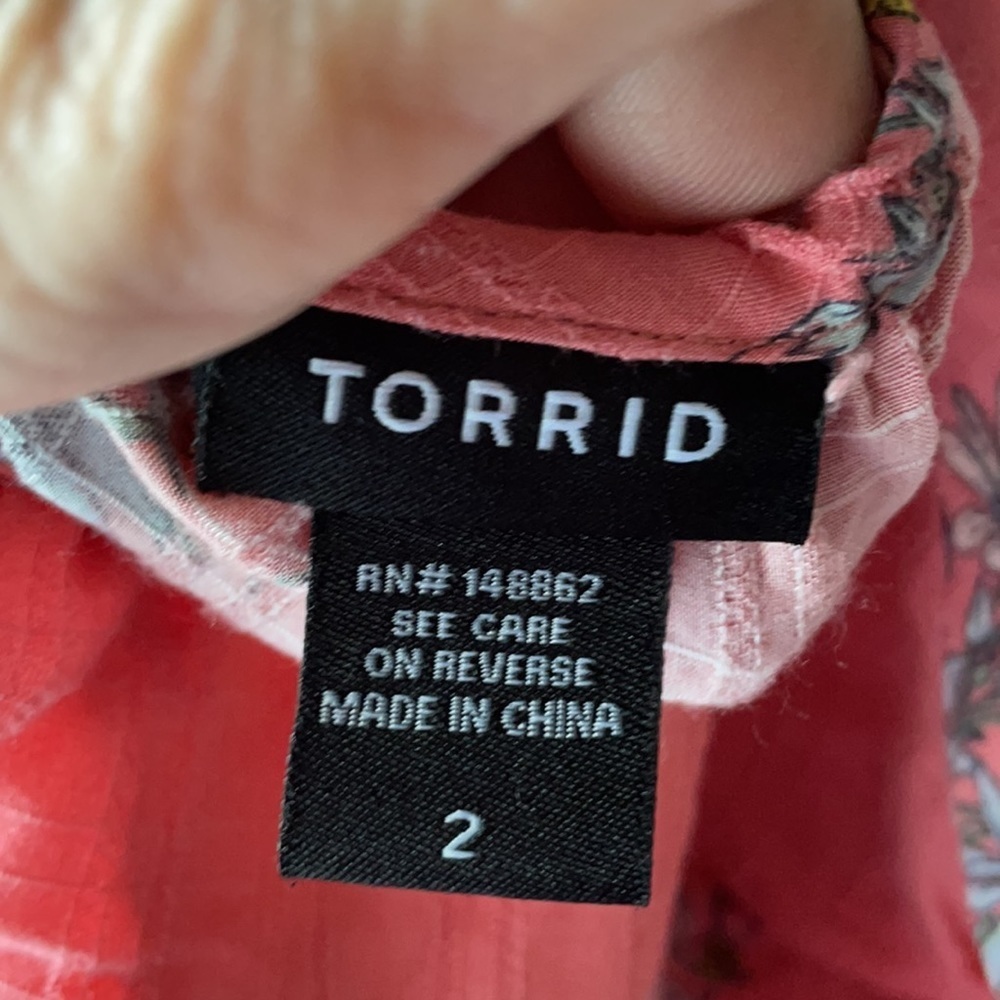 TORRID
RN# 148862
SEE CARE
ON REVERSE
MADE IN CHINA
2